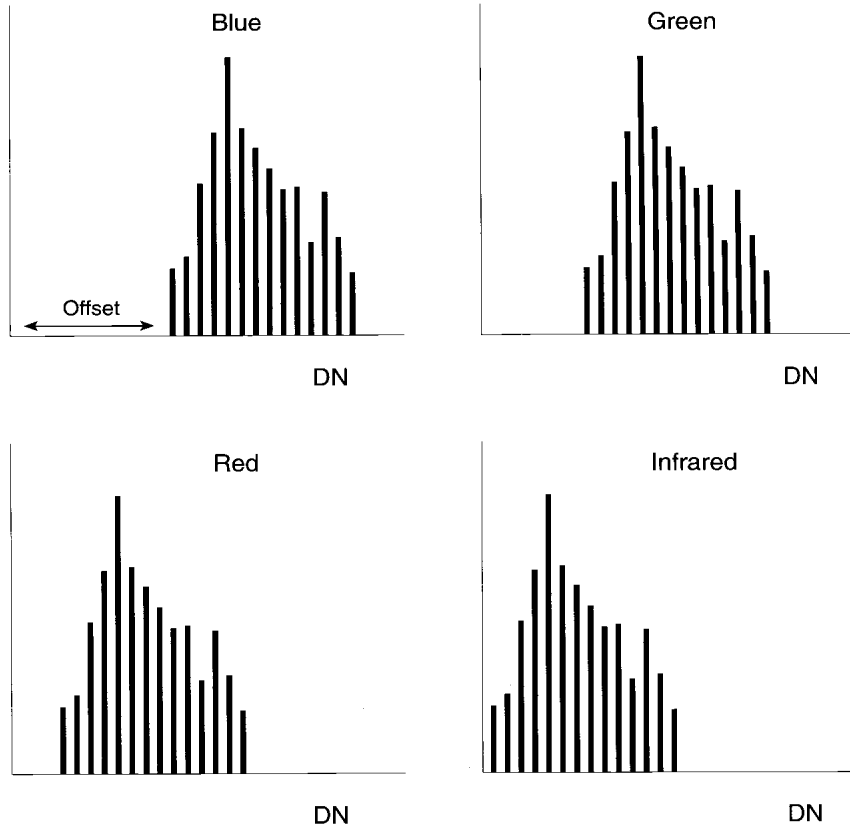 Blue
Green
Offset
DN
DN
Red
Infrared
DN
DN